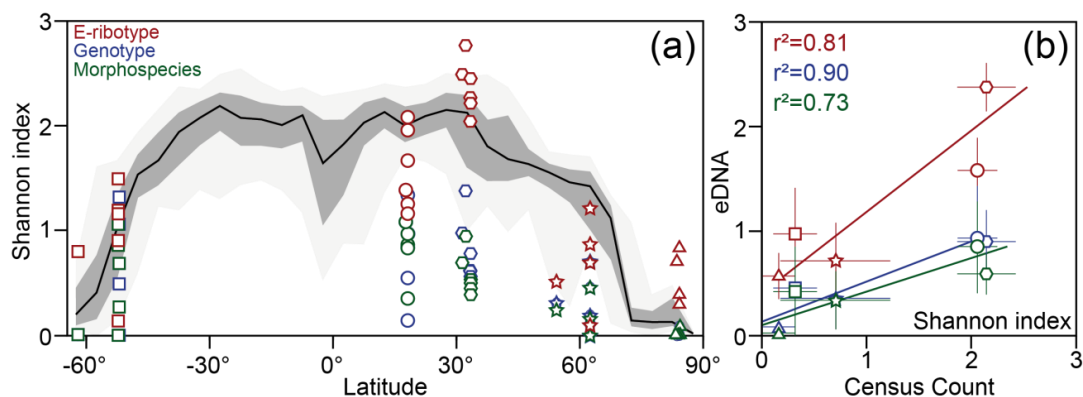 3
2
1
0
Shannon index
E-ribotype
Genotype
Morphospecies
(a)
-60° -30° 0° 30° 60° 90°
Latitude
3
2
1
0
eDNA
r²=0.81
r²=0.90
r²=0.73
(b)
Shannon index
0 1 2 3
Census Count